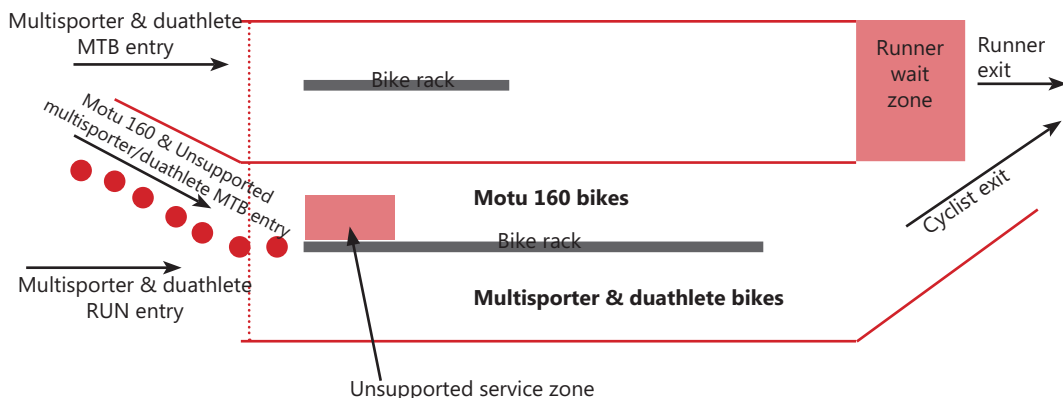 Multisporter & duathlete
MTB entry
Bike rack
Runner
wait
zone
Runner
exit
Motu 160 & Unsupported
multisporter/duathlete MTB entry
Motu 160 bikes
Cyclist exit
Bike rack
Multisporter & duathlete
RUN entry
Multisporter & duathlete bikes
Unsupported service zone